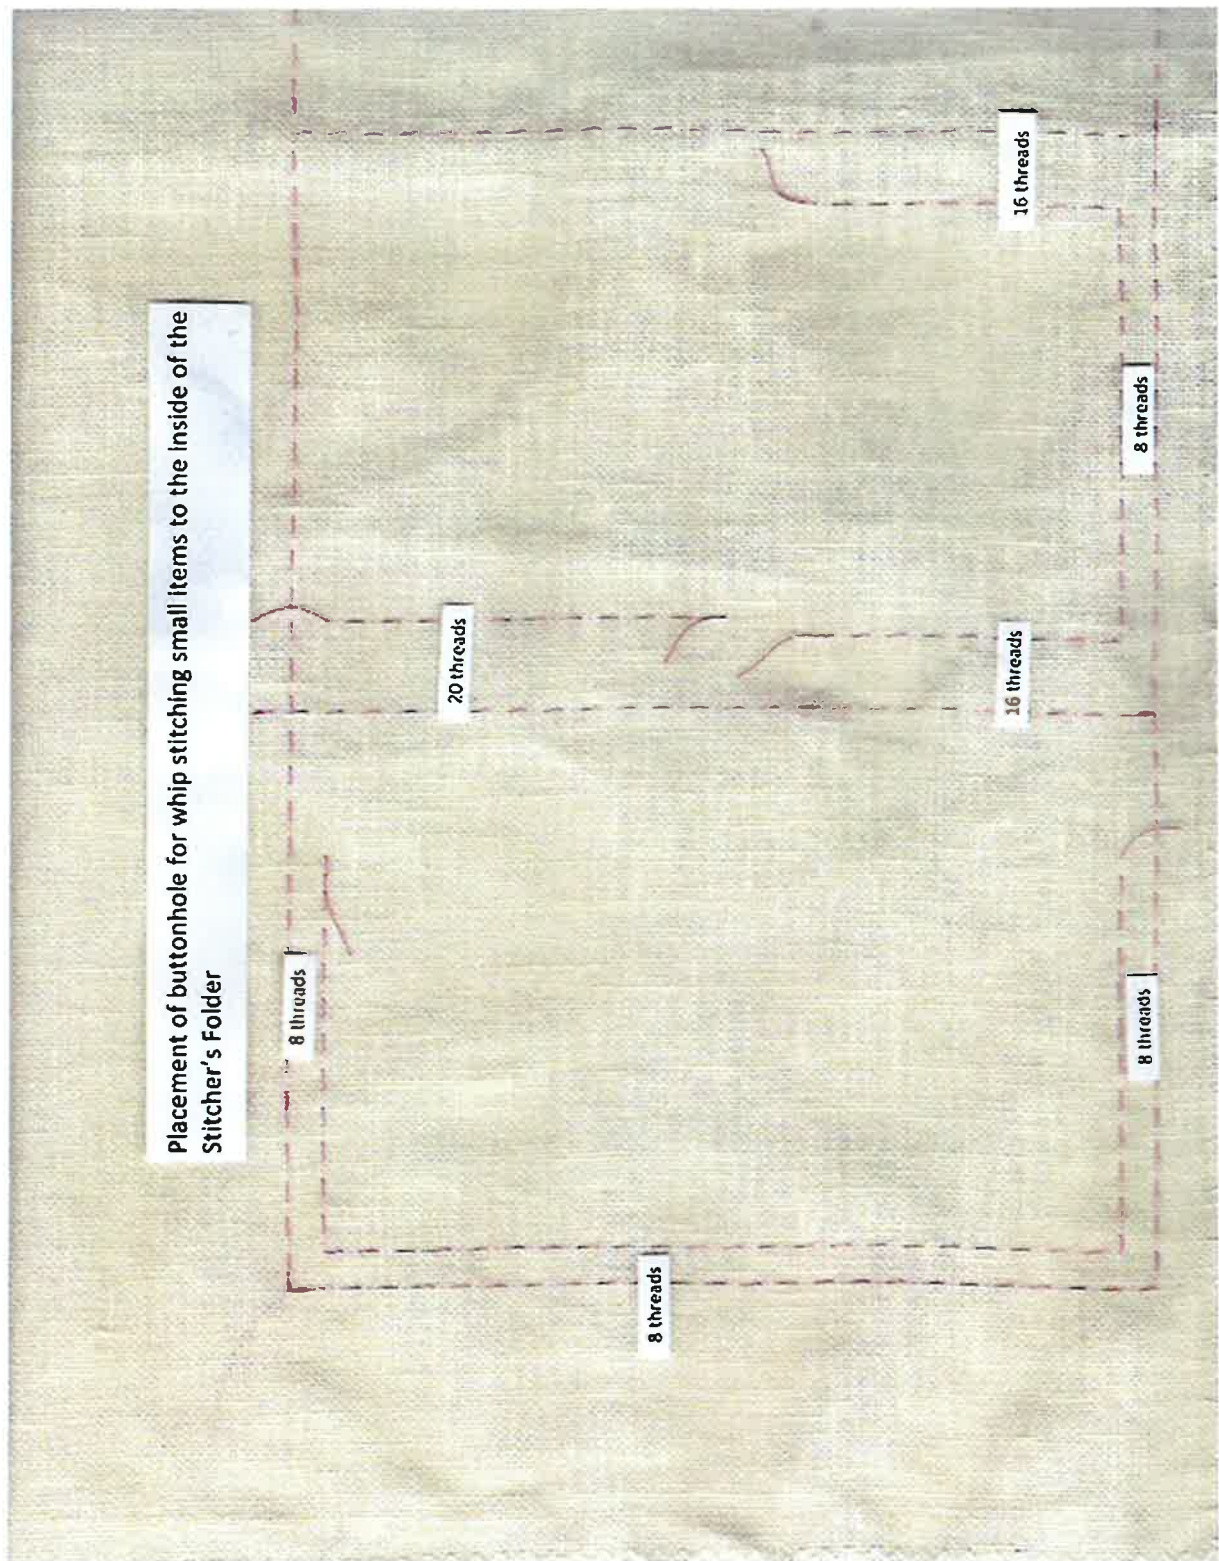 Placement of buttonhole for whip stitching small items to the Inside of the
Stitcher's Folder
8 threads
20 threads
8 threads
16 threads
16 threads
8 threads
8 threads